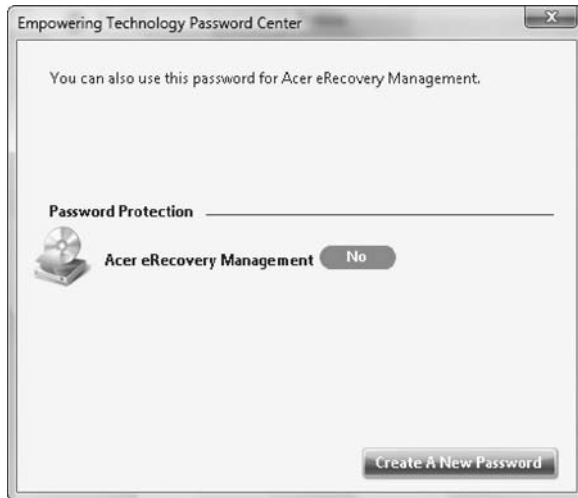 Empowering Technology Password Center
X
You can also use this password for Acer eRecovery Management.
Password Protection
Acer eRecovery Management No
Create A New Password